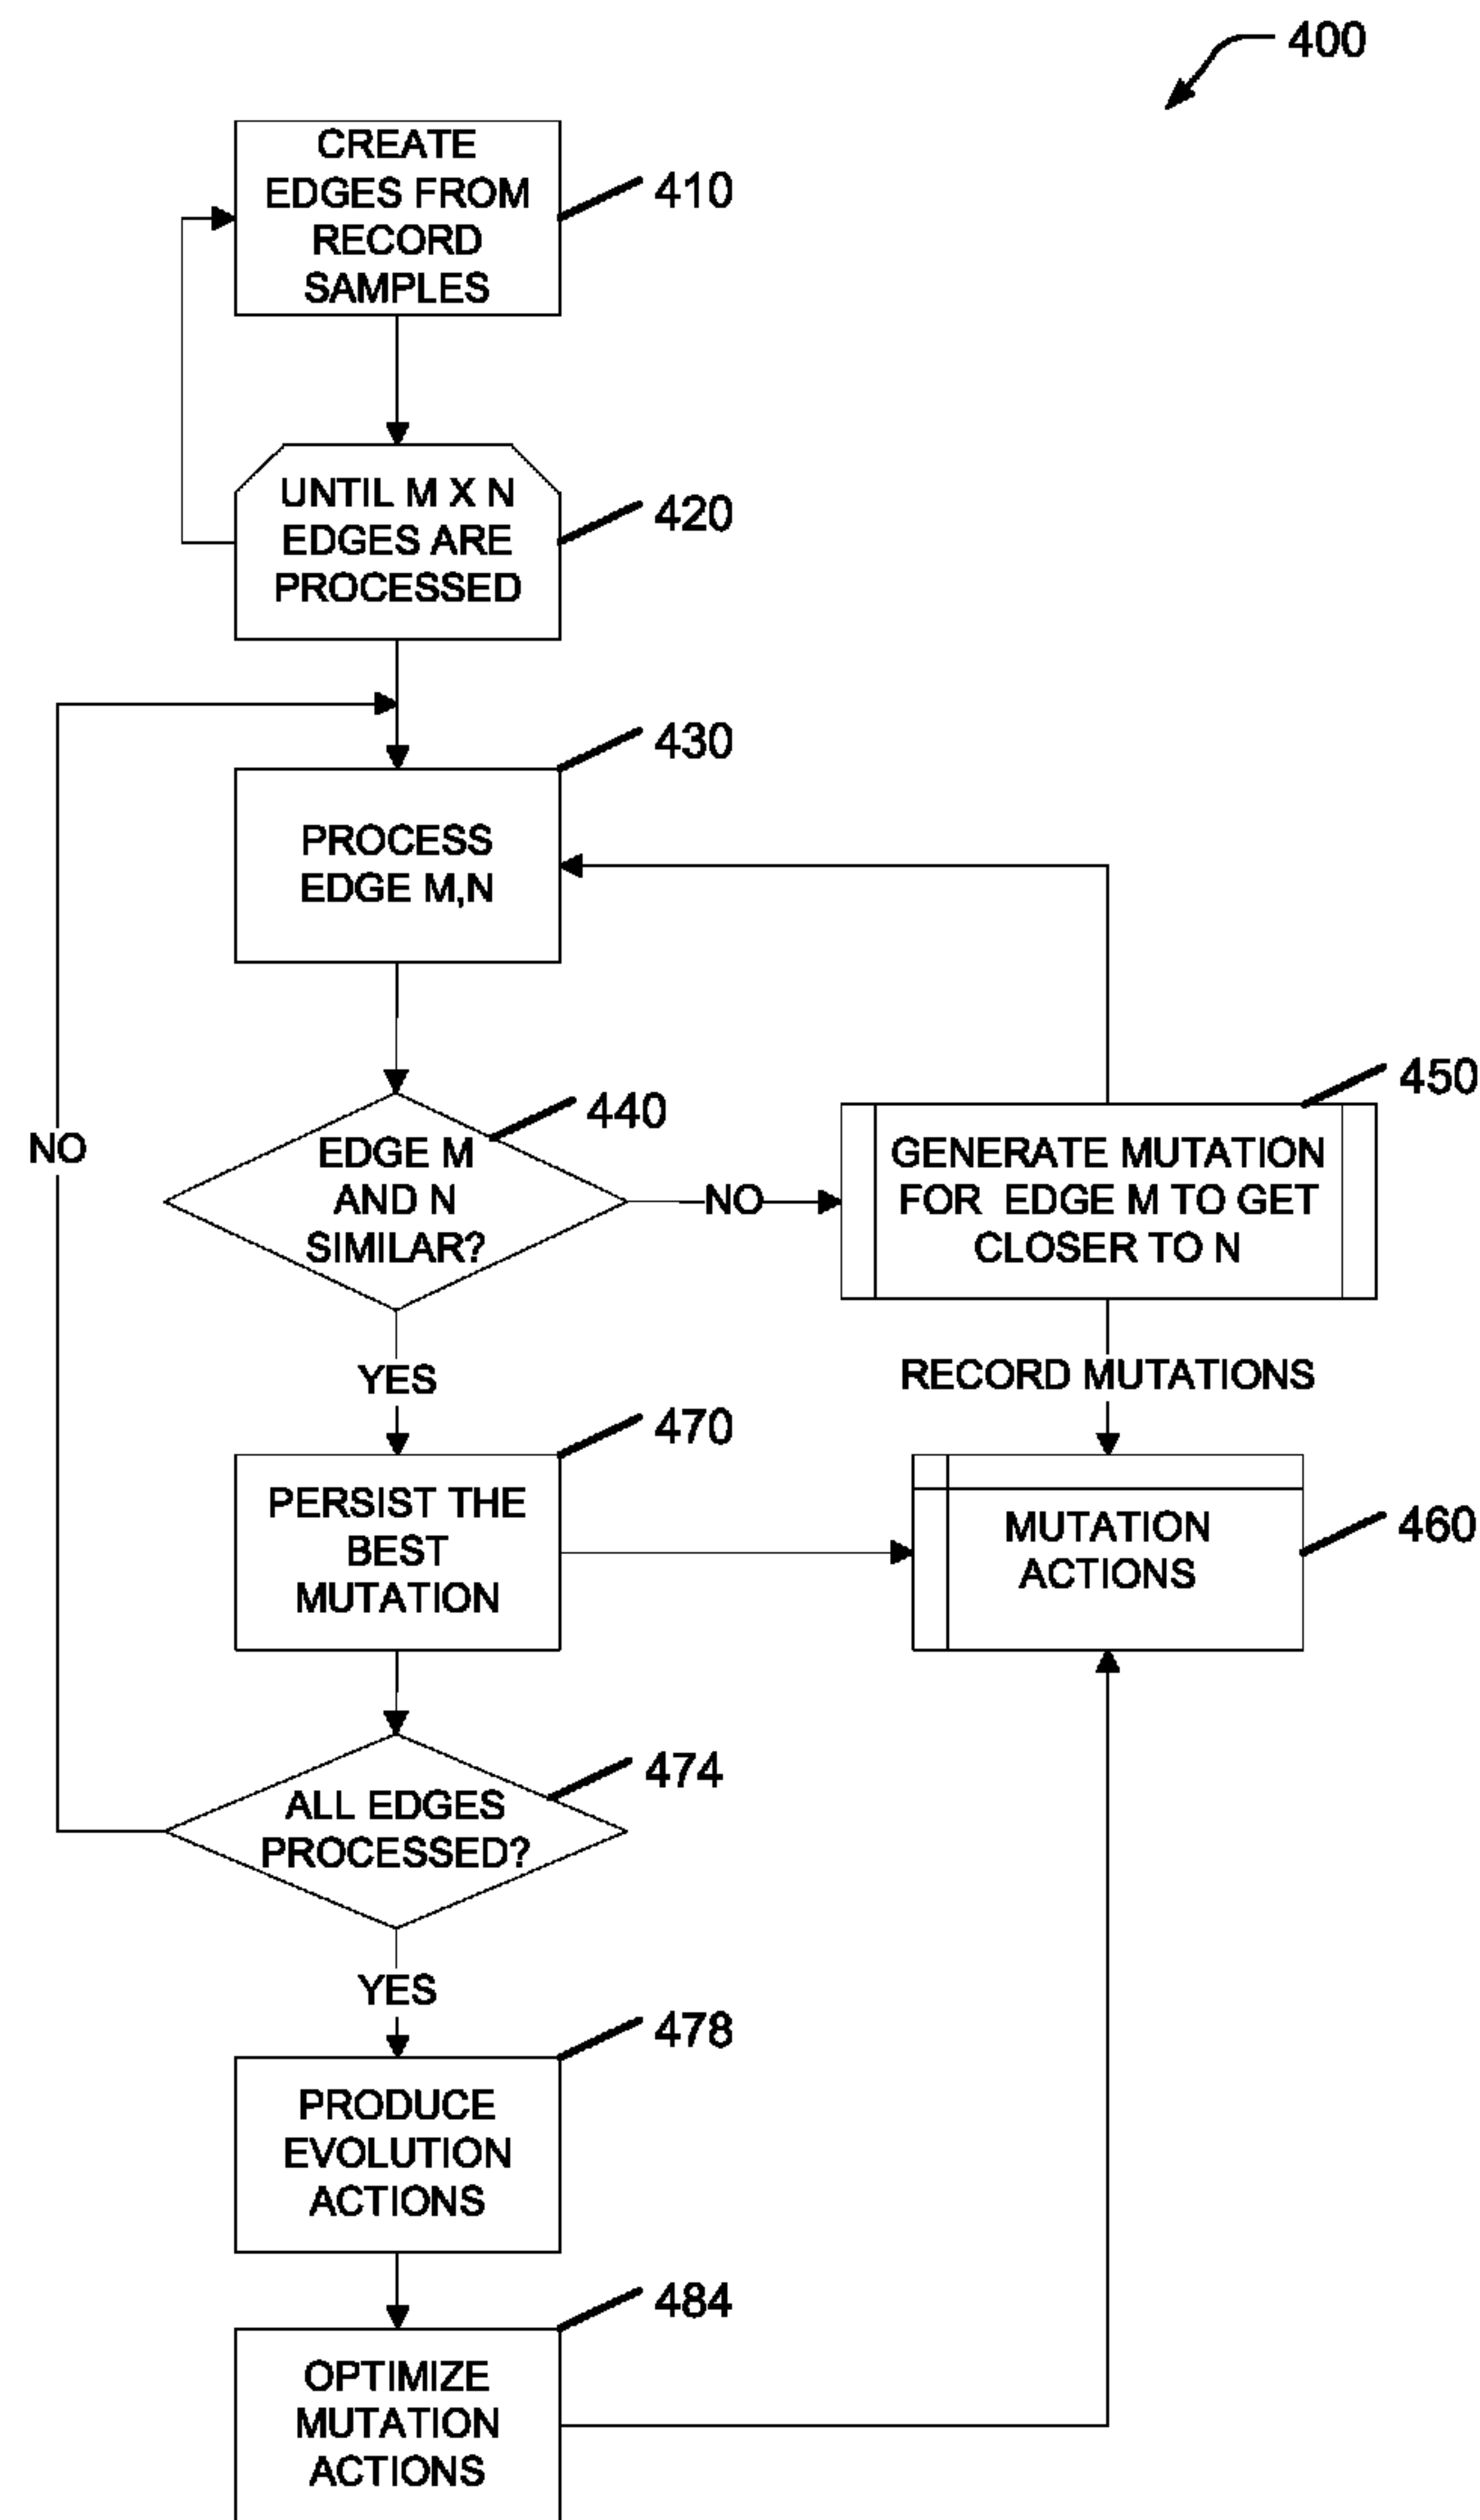 400
CREATE
EDGES FROM
RECORD
SAMPLES
410
UNTIL M X N
EDGES ARE
PROCESSED
420
430
PROCESS
EDGE M,N
440
EDGE M
AND N
SIMILAR?
NO
NO
450
GENERATE MUTATION
FOR EDGE M TO GET
CLOSER TO N
YES
RECORD MUTATIONS
470
PERSIST THE
BEST
MUTATION
460
MUTATION
ACTIONS
474
ALL EDGES
PROCESSED?
YES
478
PRODUCE
EVOLUTION
ACTIONS
484
OPTIMIZE
MUTATION
ACTIONS